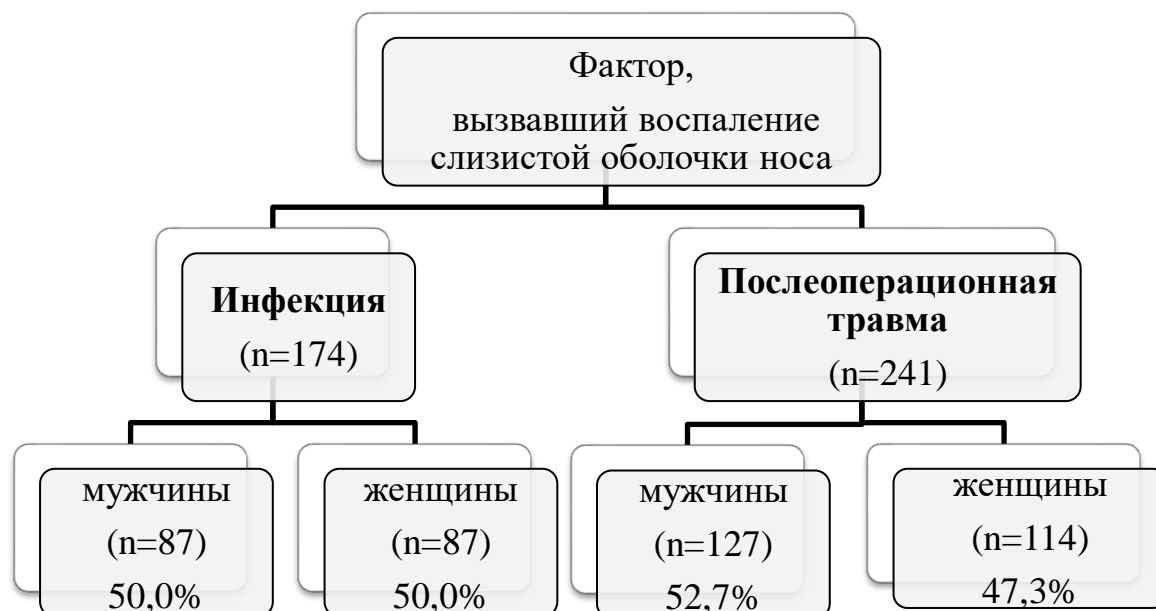 Фактор,
вызвавший воспаление
слизистой оболочки носа
Инфекция
(n=174)
Послеоперационная
травма
(n=241)
мужчины
(n=87)
50,0%
женщины
(n=87)
50,0%
мужчины
(n=127)
52,7%
женщины
(n=114)
47,3%